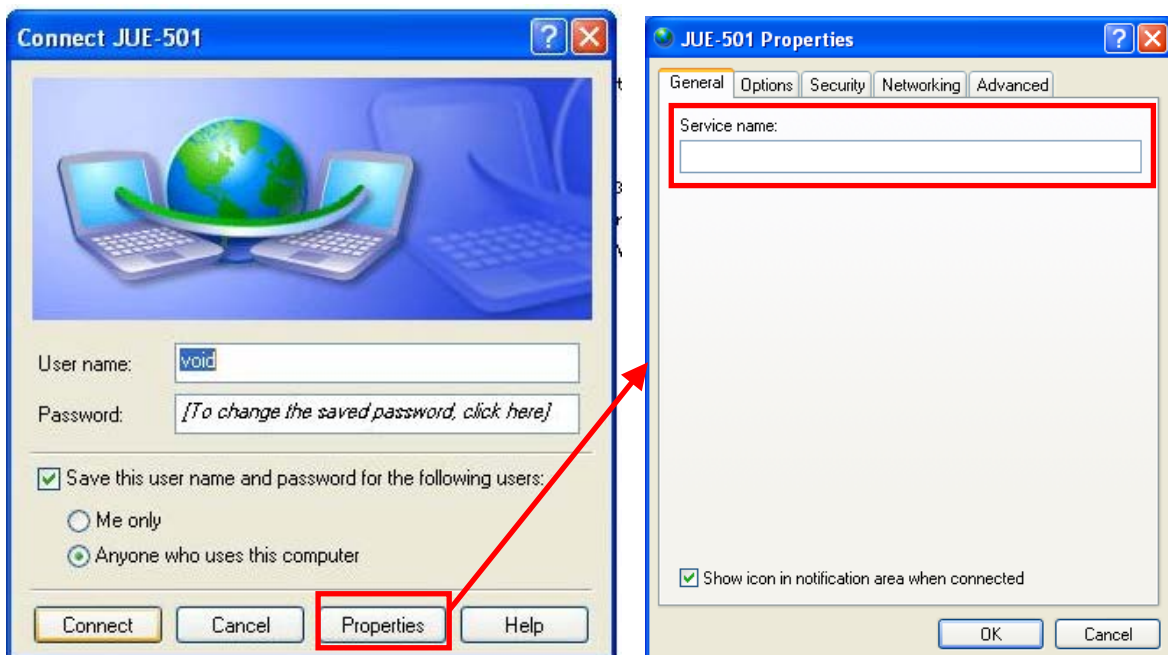 Connect JUE-501
User name:
void
Password:
[To change the saved password, click here]
Save this user name and password for the following users:
Me only
Anyone who uses this computer
Connect
Cancel
Properties
Help
JUE-501 Properties
General
Options
Security
Networking
Advanced
Service name:
Show icon in notification area when connected
OK
Cancel